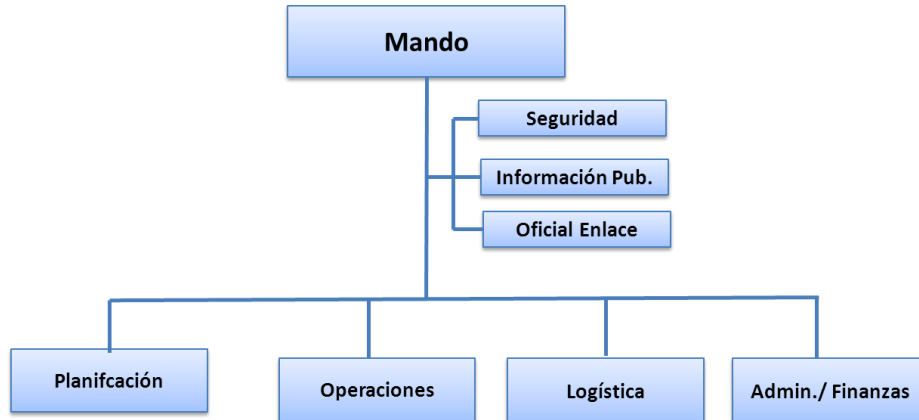 Mando
Seguridad
Información Pub.
Oficial Enlace
Planifcación
Operaciones
Logística
Admin./ Finanzas